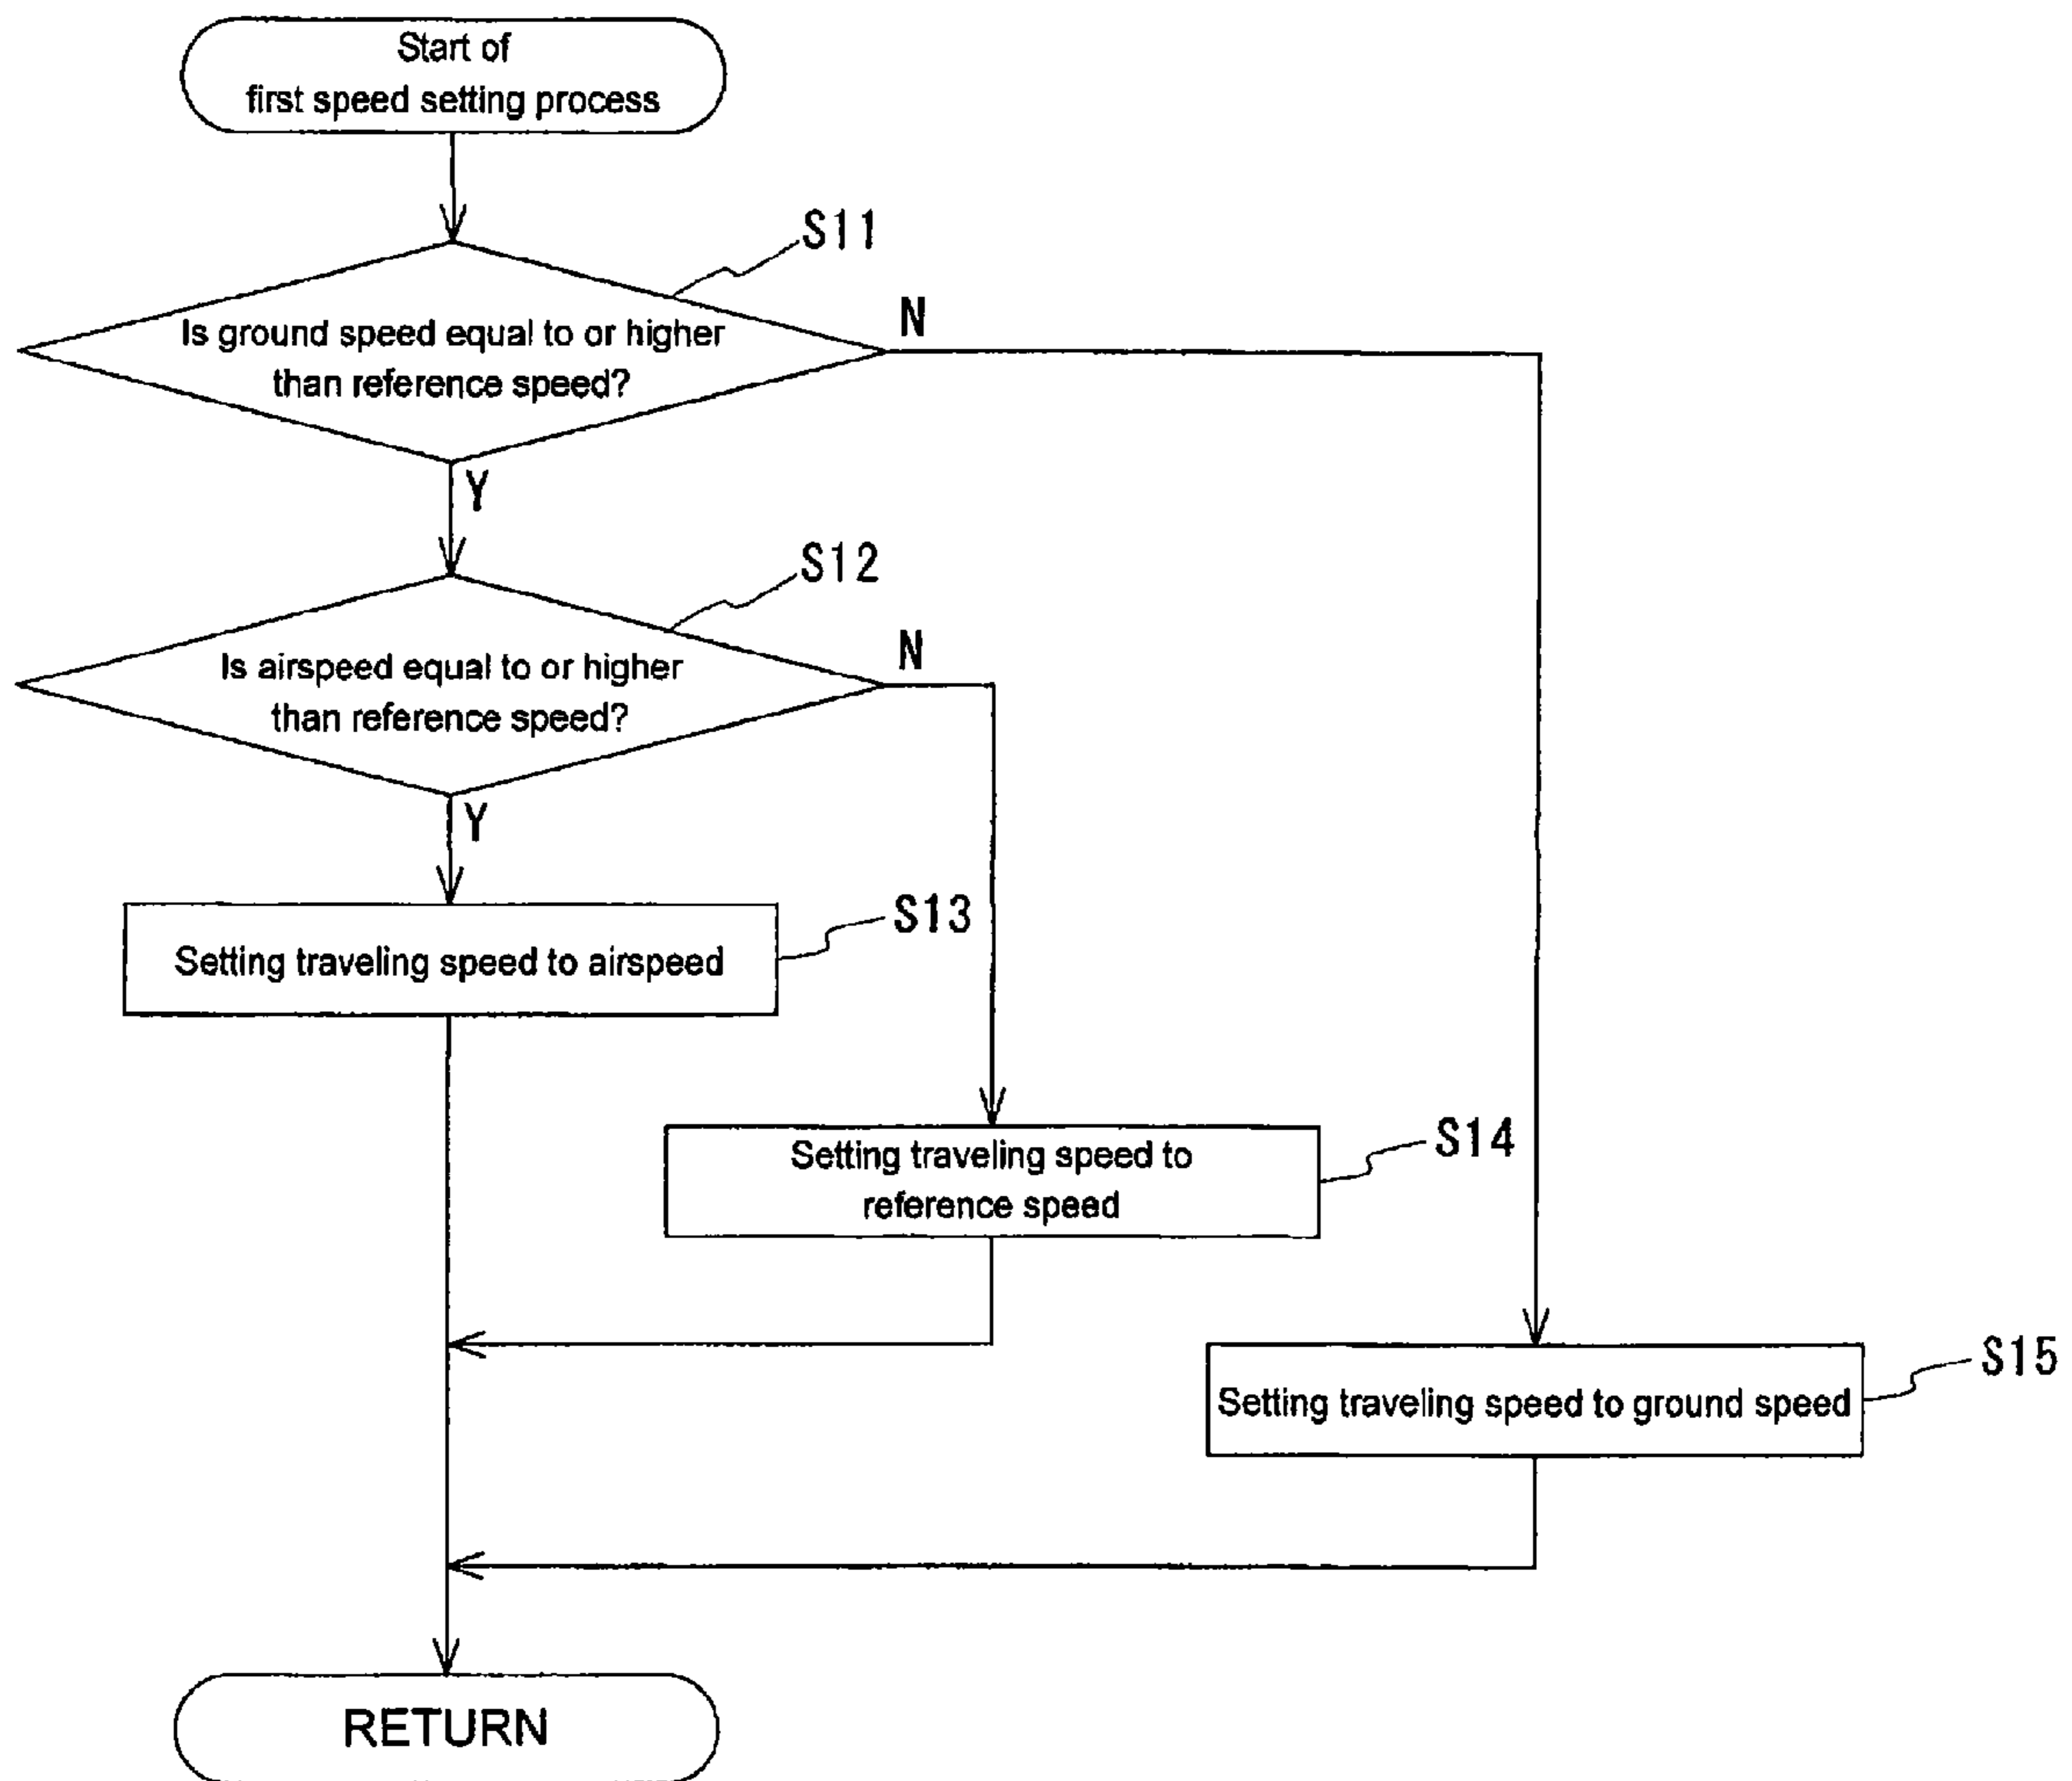 Start of
first speed setting process
S11
Is ground speed equal to or higher
than reference speed?
N
Y
S12
Is airspeed equal to or higher
than reference speed?
N
Y
S13
Setting traveling speed to airspeed
S14
Setting traveling speed to
reference speed
S15
Setting traveling speed to ground speed
RETURN